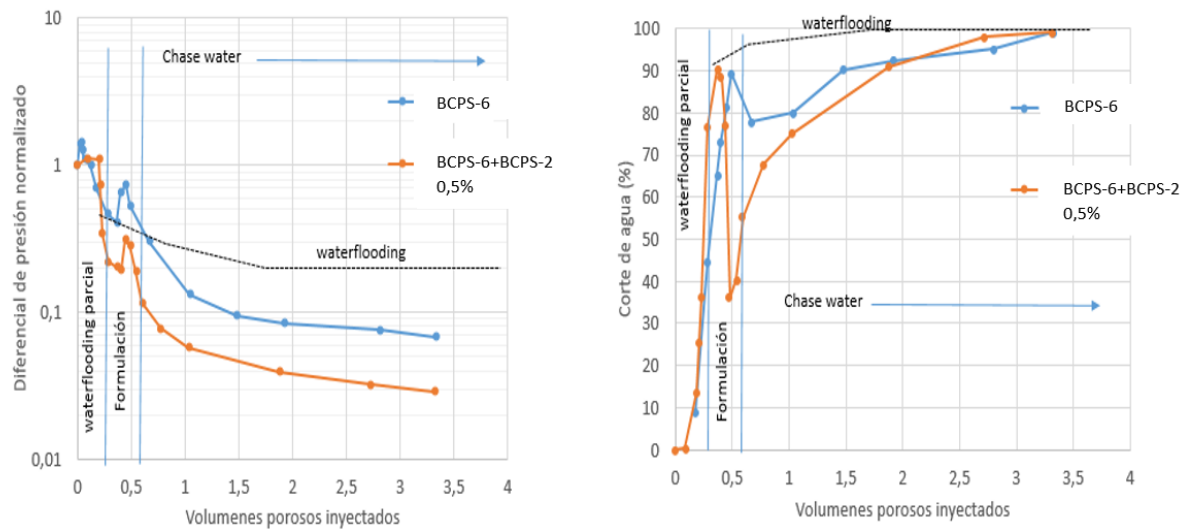 10
1
0,1
0,01
Diferencial de presión normalizado
Chase water
BCPS-6
BCPS-6+BCPS-2
0,5%
waterflooding
waterflooding parcial
Formulación
0
0,5
1
1,5
2
2,5
3
3,5
4
Volumenes porosos inyectados
100
90
80
70
60
50
40
30
20
10
0
Corte de agua (%)
waterflooding
waterflooding parcial
BCPS-6
BCPS-6+BCPS-2
0,5%
Chase water
Formulación
0
0,5
1
1,5
2
2,5
3
3,5
4
Volumenes porosos inyectados